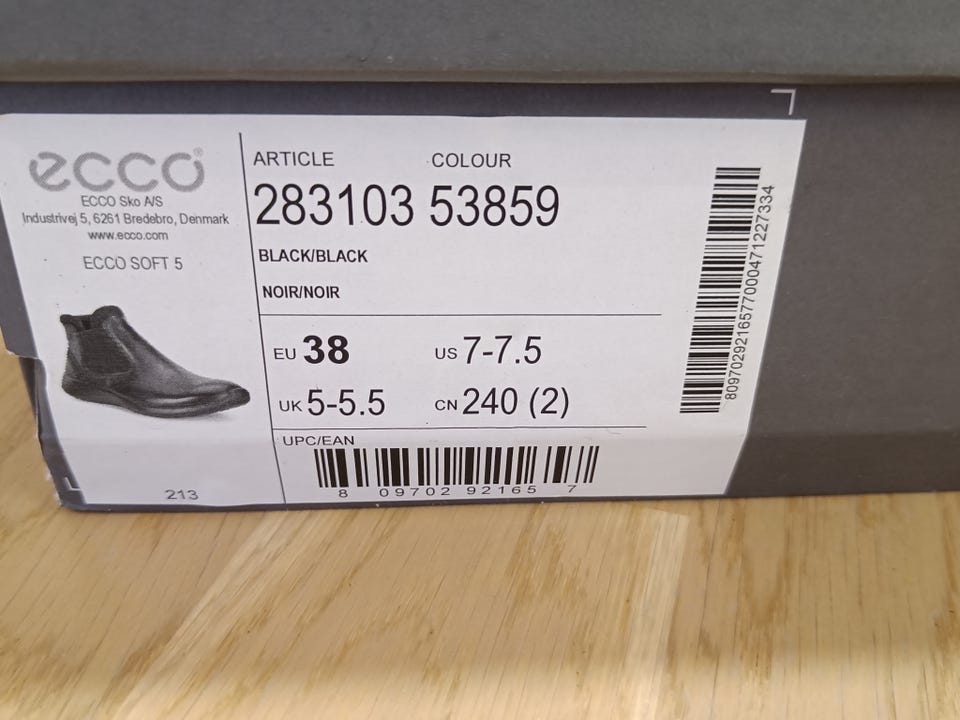 ecco®
ECCO Sko A/S
Industrivej 5, 6261 Bredebro, Denmark
www.ecco.com
ECCO SOFT 5
213
ARTICLE COLOUR
283103 53859
BLACK/BLACK
NOIR/NOIR
EU 38 US 7-7.5
UK 5-5.5 CN 240 (2)
UPC/EAN
8 09702 92165 7
8097029216577000471227334